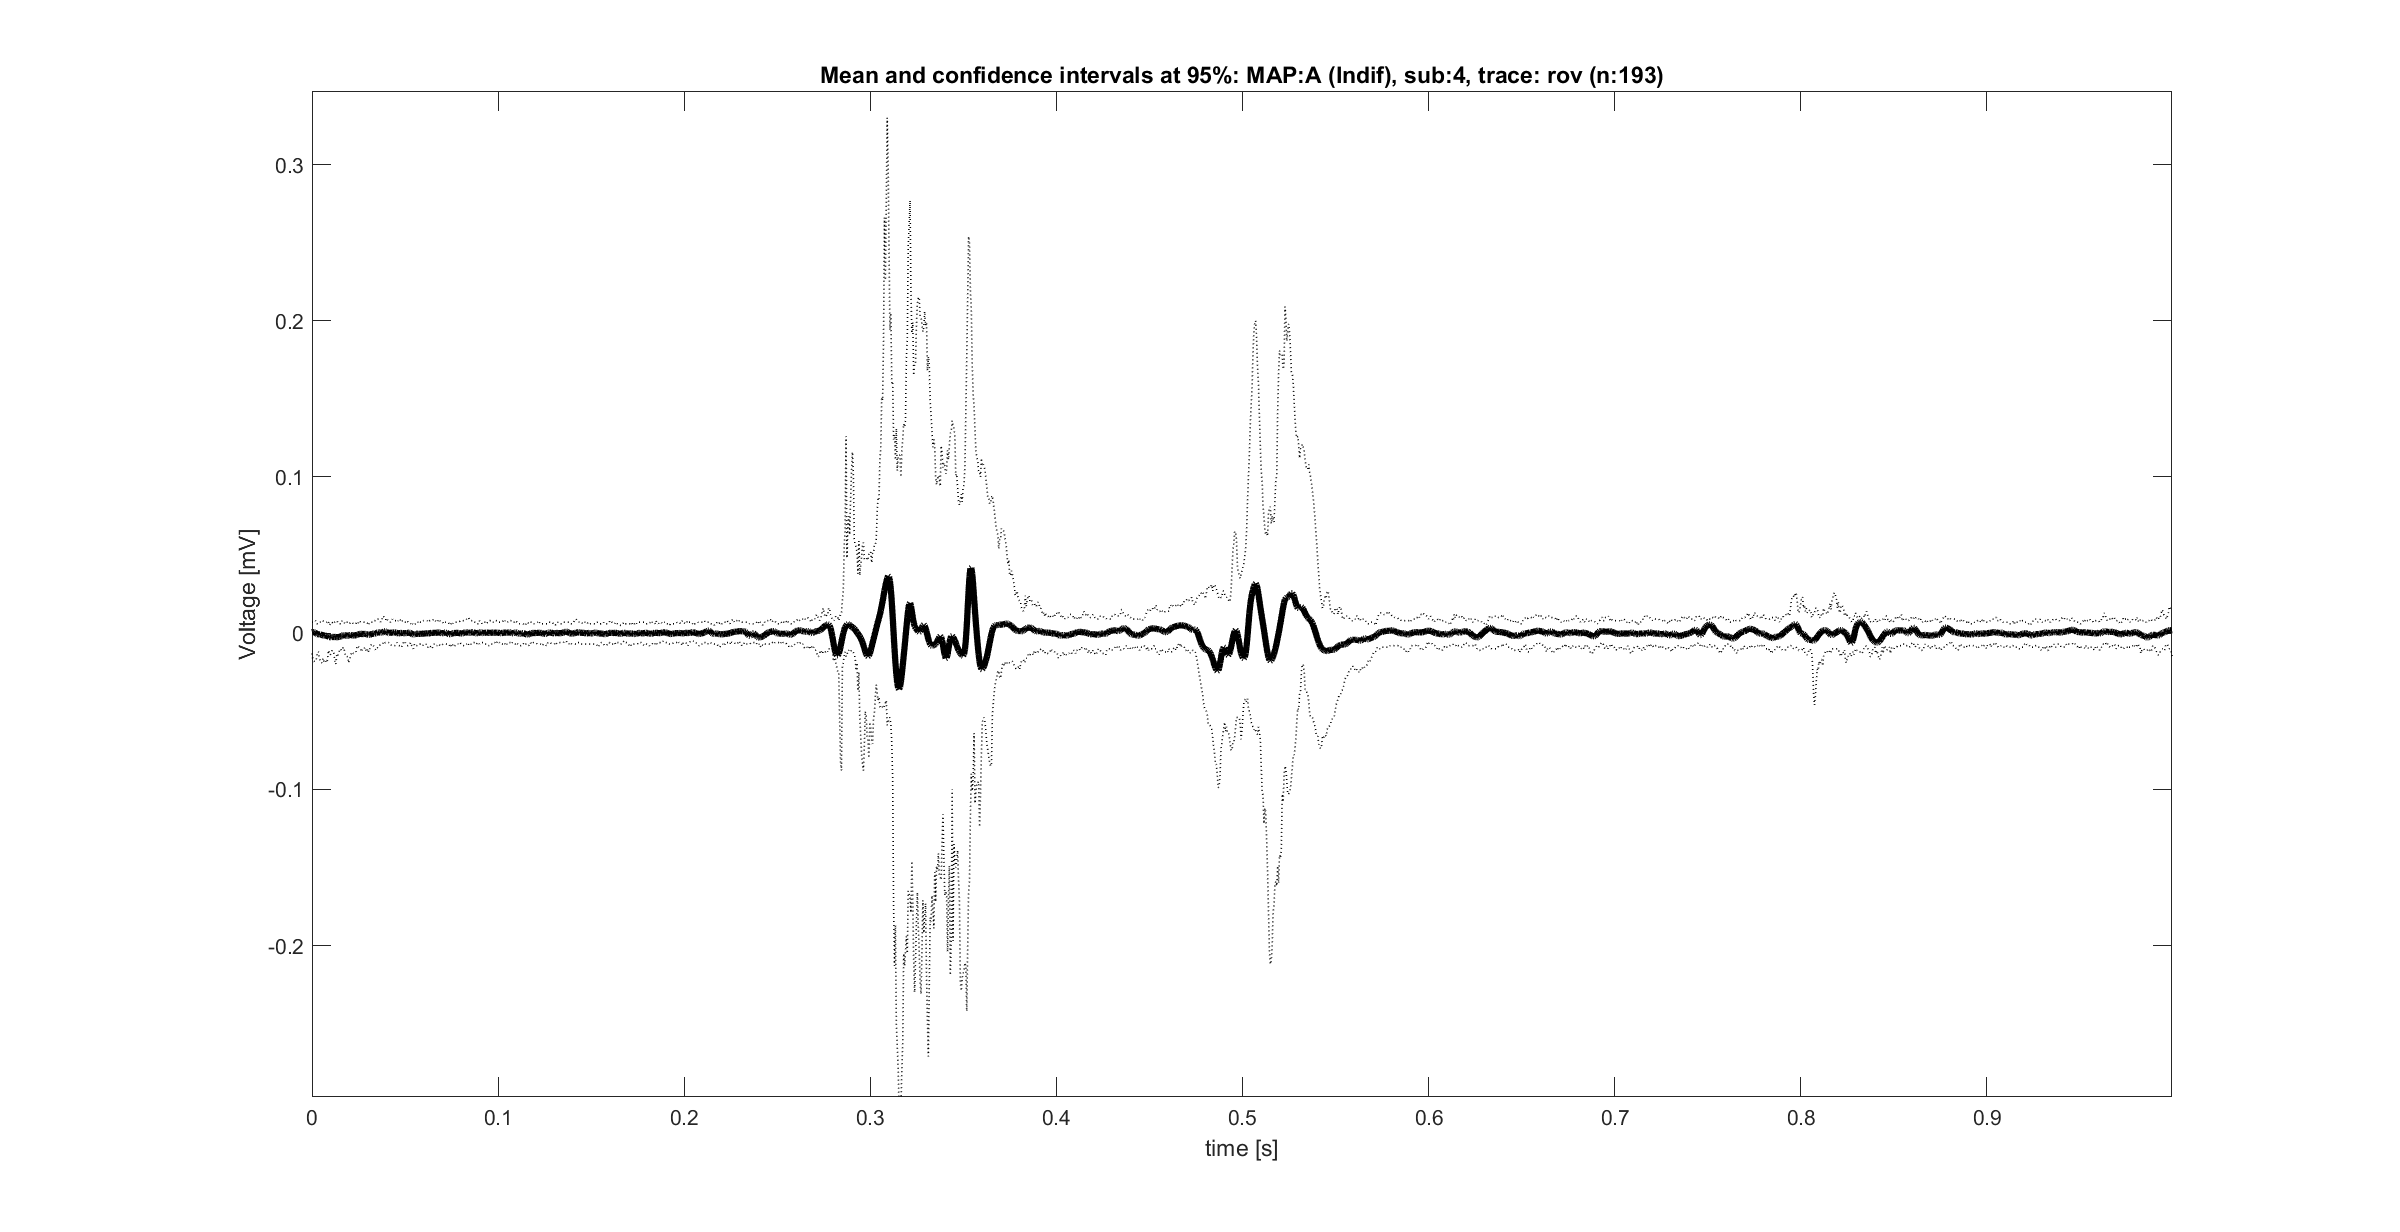 Mean and confidence intervals at 95%: MAP:A (Indif), sub:4, trace: rov (n:193)
0.3
0.2
0.1
0
-0.1
-0.2
Voltage [mV]
0 0.1 0.2 0.3 0.4 0.5 0.6 0.7 0.8 0.9
time [s]